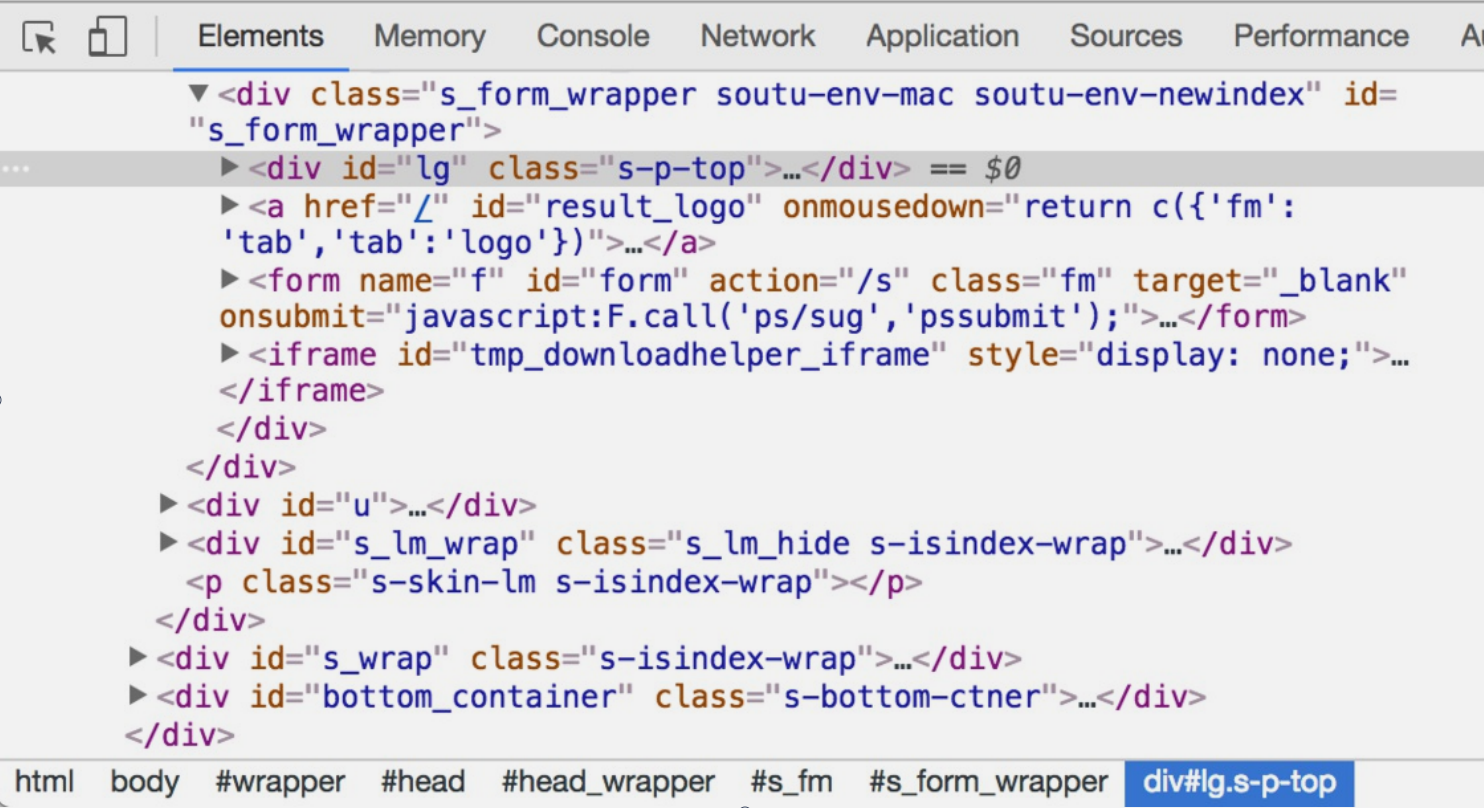 Elements Memory Console Network Application Sources Performance
▼<div class="s_form_wrapper soutu-env-mac soutu-env-newindex" id=
"s_form_wrapper">
… ▶<div id="lg" class="s-p-top">…</div> == $0
▶<a href="/" id="result_logo" onmousedown="return c({'fm':
'tab','tab':'logo'})">…</a>
▶<form name="f" id="form" action="/s" class="fm" target="_blank"
onsubmit="javascript:F.call('ps/sug','pssubmit');">…</form>
▶<iframe id="tmp_downloadhelper_iframe" style="display: none;">…
</iframe>
</div>
</div>
▶<div id="u">…</div>
▶<div id="s_lm_wrap" class="s_lm_hide s-isindex-wrap">…</div>
<p class="s-skin-lm s-isindex-wrap"></p>
</div>
▶<div id="s_wrap" class="s-isindex-wrap">…</div>
▶<div id="bottom_container" class="s-bottom-ctner">…</div>
</div>
html body #wrapper #head #head_wrapper #s_fm #s_form_wrapper div#lg.s-p-top